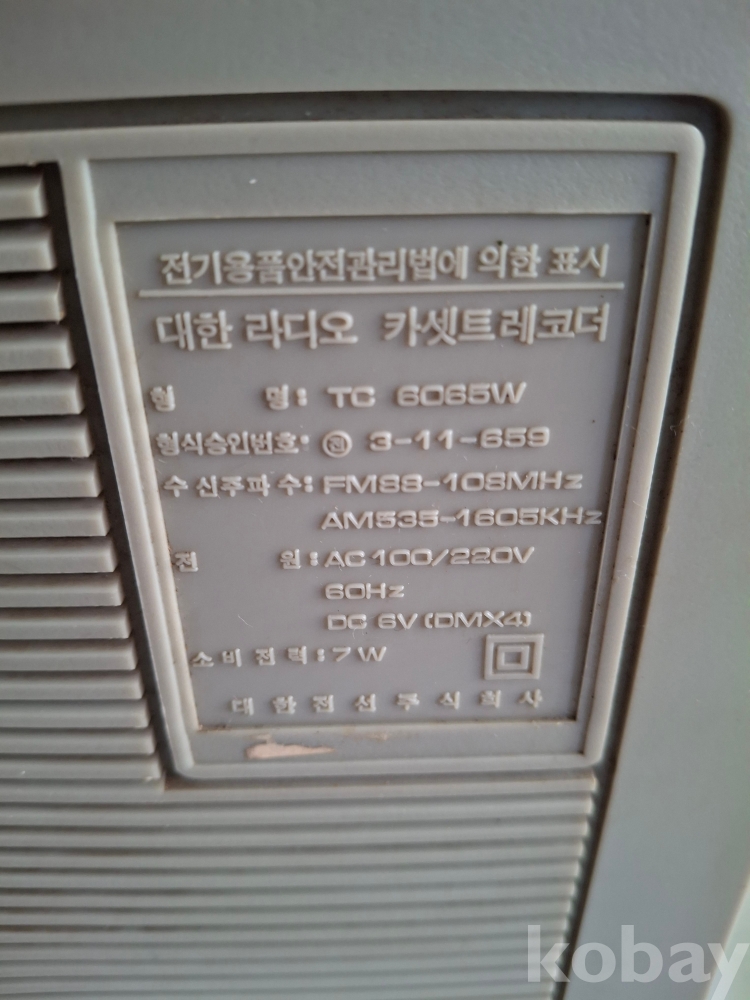 전기용품안전관리법에 의한 표시
대한 라디오 카셋트레코더
형 명: TC 6065W
형식승인번호: ㉄ 3-11-659
수신주파수: FM88-108MHz
AM535-1605KHz
전 원: AC 100/220V
60Hz
DC 6V (DMX4)
소비전력: 7W
대한전선주식회사
kobay